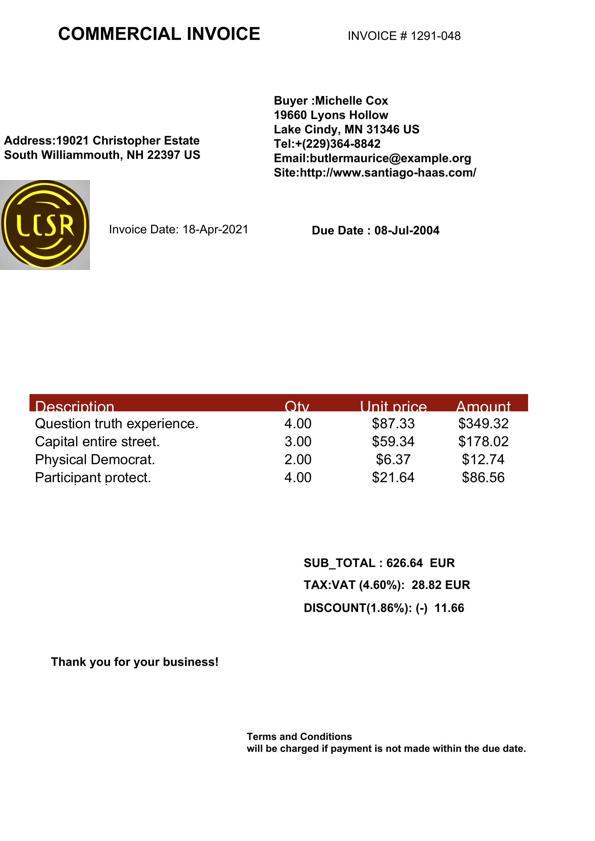 COMMERCIAL INVOICE
INVOICE # 1291-048
Buyer :Michelle Cox
19660 Lyons Hollow
Lake Cindy, MN 31346 US
Tel:+(229)364-8842
Email:butlermaurice@example.org
Site:http://www.santiago-haas.com/
Address:19021 Christopher Estate
South Williammouth, NH 22397 US
LCSR
Invoice Date: 18-Apr-2021
Due Date : 08-Jul-2004
Description Qty Unit price Amount
Question truth experience. 4.00 $87.33 $349.32
Capital entire street. 3.00 $59.34 $178.02
Physical Democrat. 2.00 $6.37 $12.74
Participant protect. 4.00 $21.64 $86.56
SUB_TOTAL : 626.64 EUR
TAX:VAT (4.60%): 28.82 EUR
DISCOUNT(1.86%): (-) 11.66
Thank you for your business!
Terms and Conditions
will be charged if payment is not made within the due date.